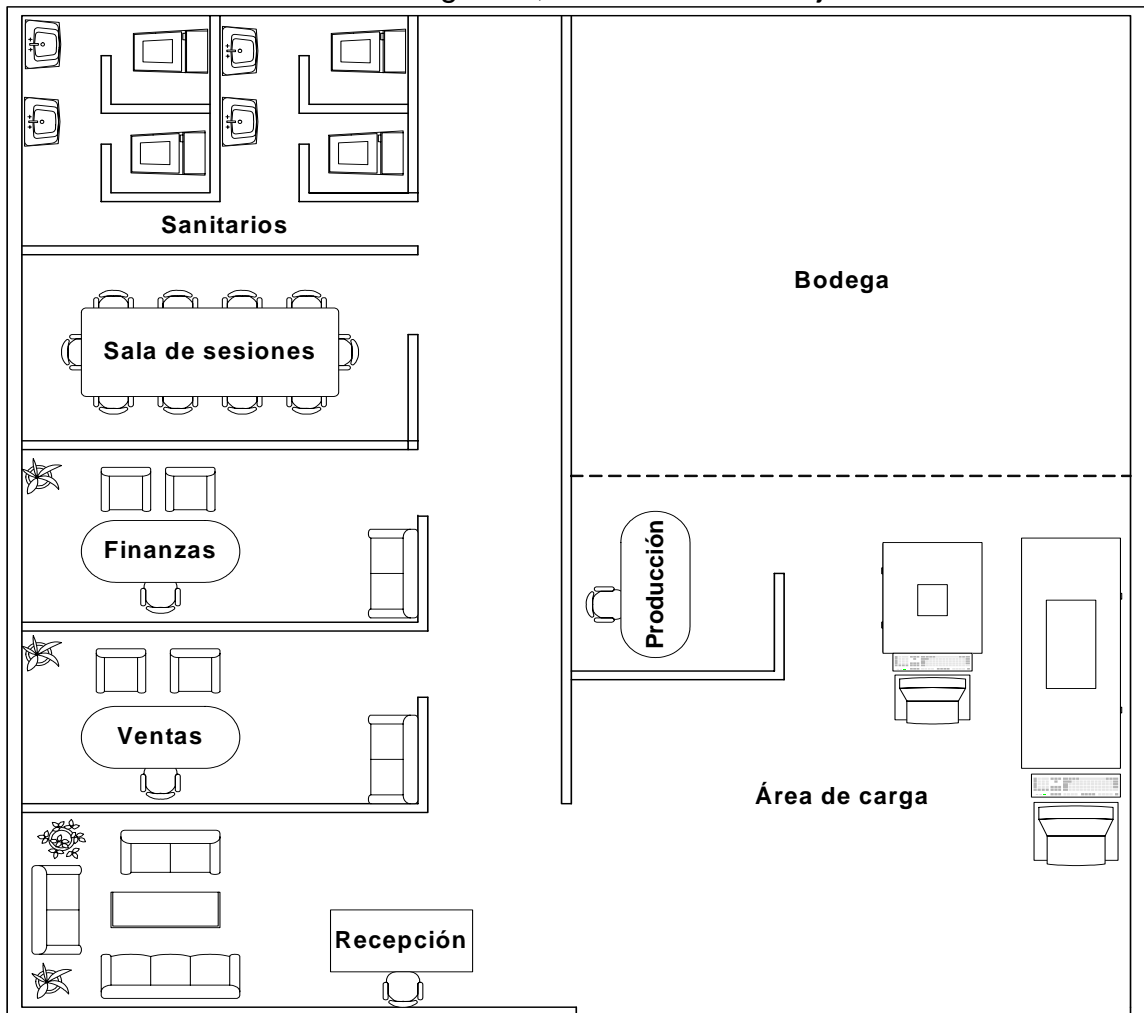 Sanitarios
Bodega
Sala de sesiones
Finanzas
Producción
Ventas
Área de carga
Recepción